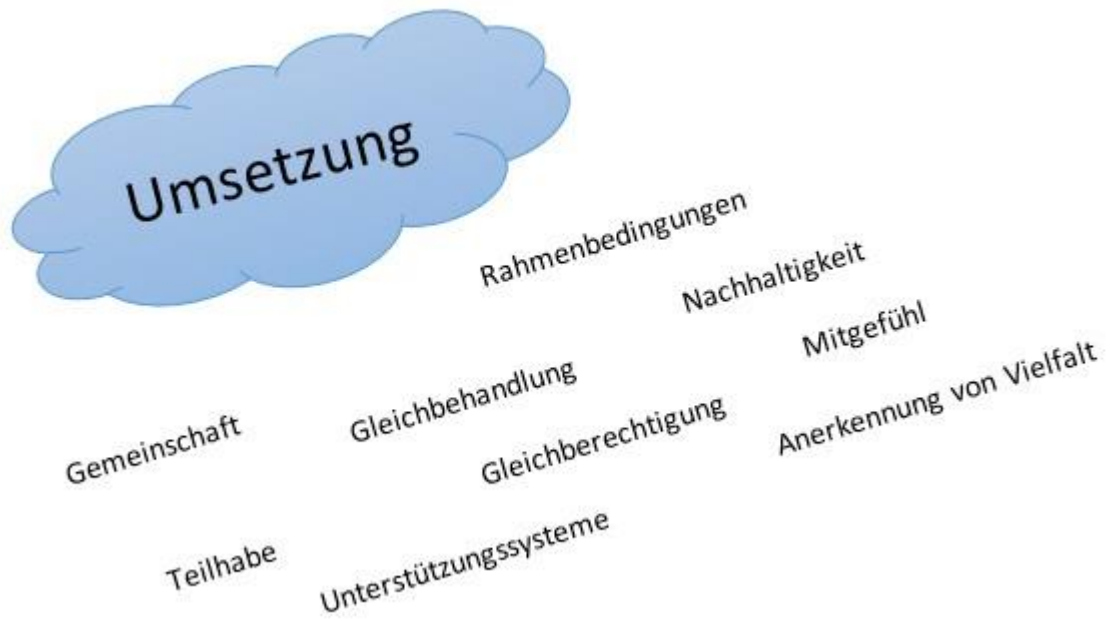 Umsetzung
Rahmenbedingungen
Nachhaltigkeit
Mitgefühl
Anerkennung von Vielfalt
Gleichbehandlung
Gleichberechtigung
Gemeinschaft
Teilhabe
Unterstützungssysteme